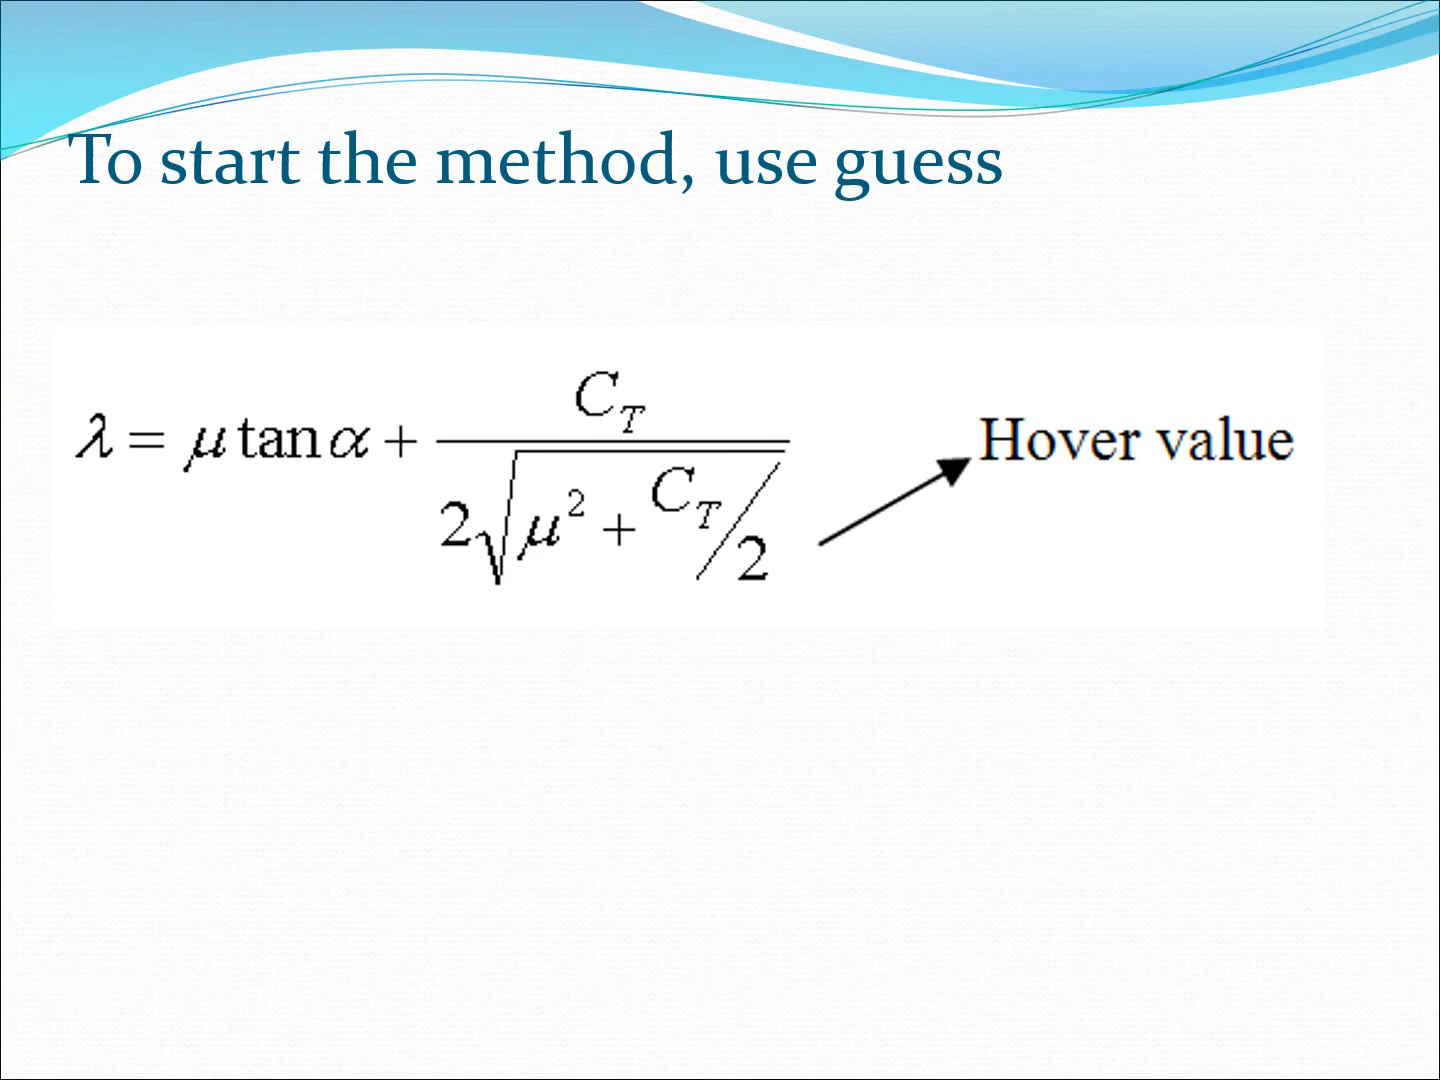 To start the method, use guess
λ = μ tan α + C_T / (2√(μ² + C_T/2))
Hover value